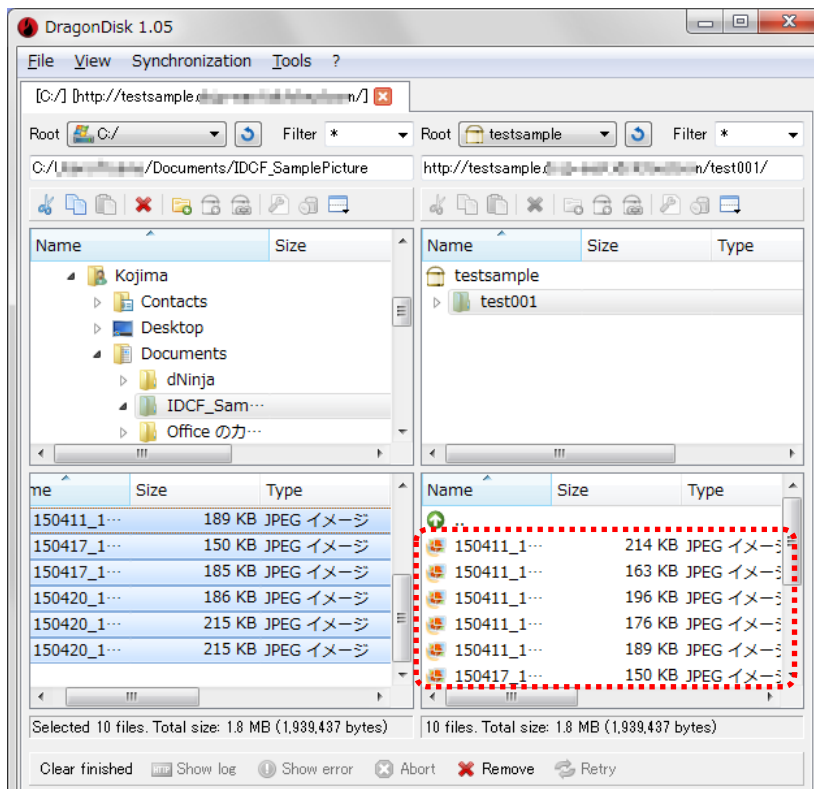 DragonDisk 1.05
File View Synchronization Tools ?
[C:/] [http://testsample. n/]
Root C:/ Filter * Root testsample Filter *
C:/ /Documents/IDCF_SamplePicture http://testsample. n/test001/
Name Size Name Size Type
Kojima testsample
Contacts test001
Desktop
Documents
dNinja
IDCF_Sam…
Office のカ…
me Size Type Name Size Type
150411_1… 189 KB JPEG イメージ ..
150417_1… 150 KB JPEG イメージ 150411_1… 214 KB JPEG イメージ
150417_1… 185 KB JPEG イメージ 150411_1… 163 KB JPEG イメージ
150420_1… 186 KB JPEG イメージ 150411_1… 196 KB JPEG イメージ
150420_1… 215 KB JPEG イメージ 150411_1… 176 KB JPEG イメージ
150420_1… 215 KB JPEG イメージ 150411_1… 189 KB JPEG イメージ
150417_1… 150 KB JPEG イメージ
Selected 10 files. Total size: 1.8 MB (1,939,437 bytes) 10 files. Total size: 1.8 MB (1,939,437 bytes)
Clear finished Show log Show error Abort Remove Retry